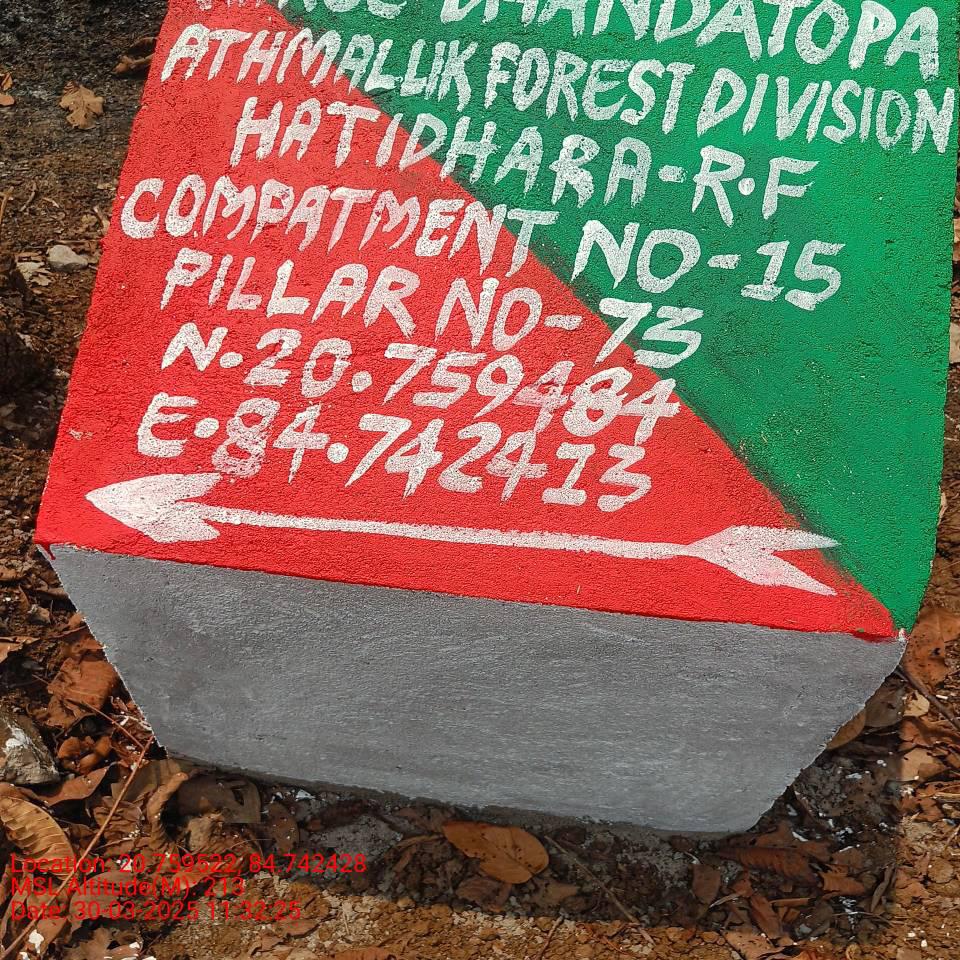 DHANDATOPA
ATHMALLIK FOREST DIVISION
HATIDHARA-R.F
COMPATMENT NO-15
PILLAR NO-73
N.20.759484
E.84.742413
Location: 20.759522,84.742428
MSL Altitude(M): 213
Date: 30-03-2025 11:32:25